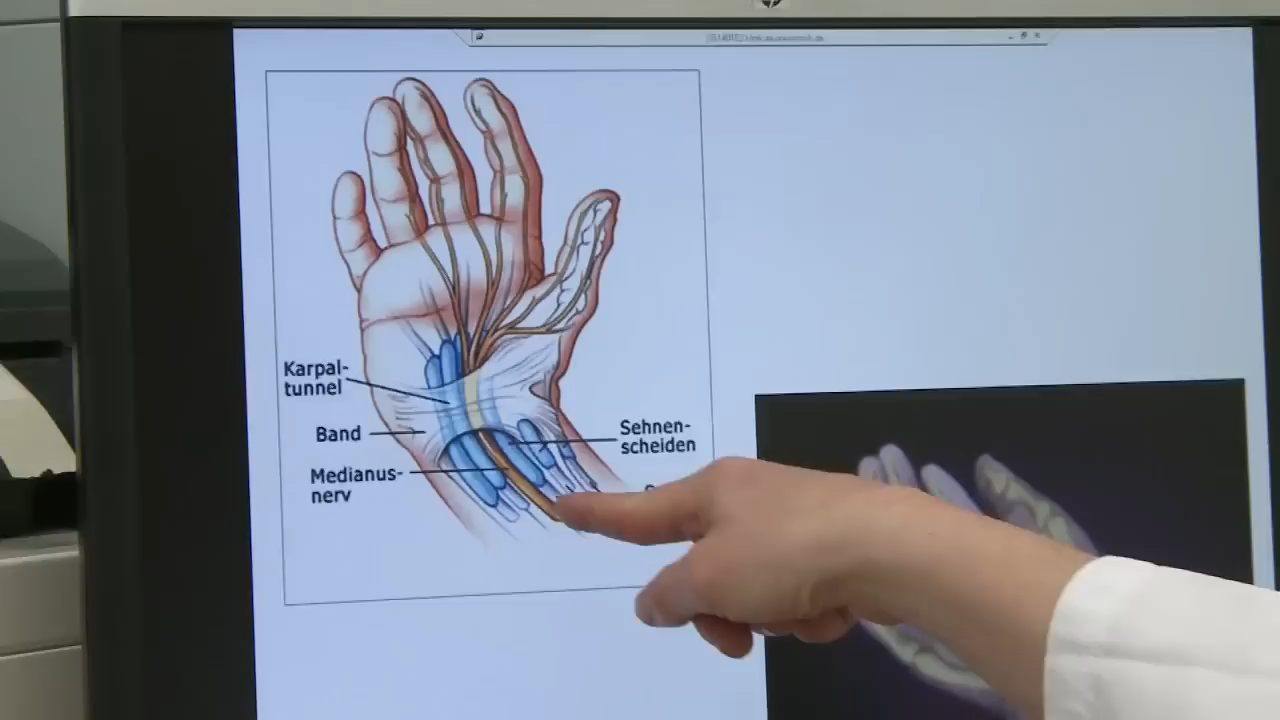 Karpal-
tunnel
Band
Medianus-
nerv
Sehnen-
scheiden